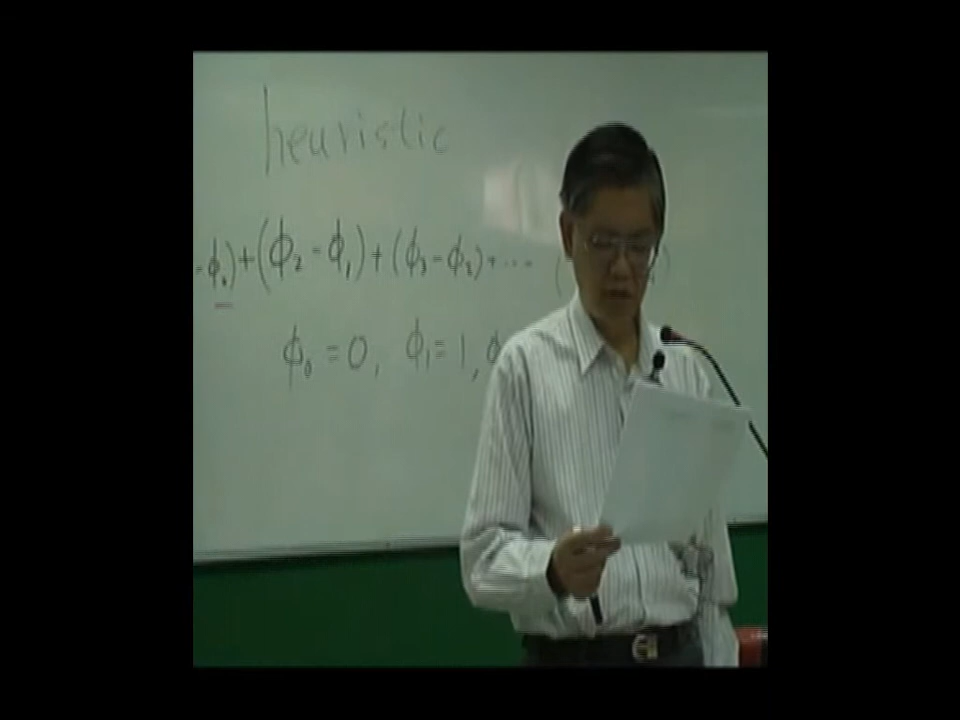 heuristic
-ϕ₀)+(ϕ₂-ϕ₁)+(ϕ₃-ϕ₂)+···
ϕ₀=0, ϕ₁=1, ϕ